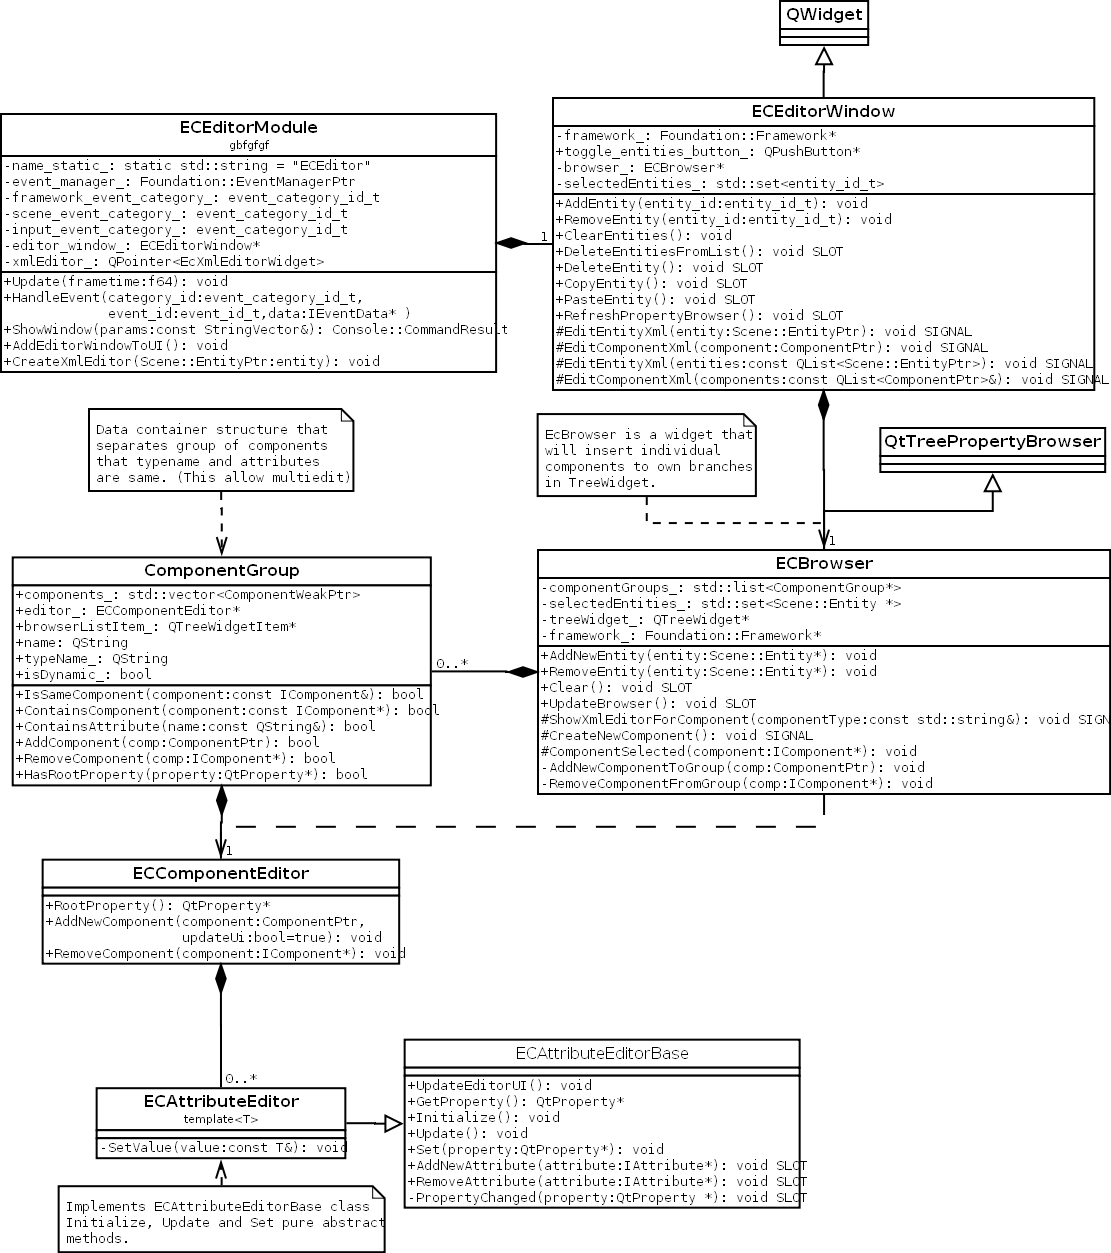 QWidget
ECEditorModule
gbfgfgf
-name_static_: static std::string = "ECEditor"
-event_manager_: Foundation::EventManagerPtr
-framework_event_category_: event_category_id_t
-scene_event_category_: event_category_id_t
-input_event_category_: event_category_id_t
-editor_window_: ECEditorWindow*
-xmlEditor_: QPointer<EcXmlEditorWidget>
+Update(frametime:f64): void
+HandleEvent(category_id:event_category_id_t,
event_id:event_id_t,data:IEventData* )
+ShowWindow(params:const StringVector&): Console::CommandResult
+AddEditorWindowToUI(): void
+CreateXmlEditor(Scene::EntityPtr:entity): void
1
ECEditorWindow
-framework_: Foundation::Framework*
+toggle_entities_button_: QPushButton*
-browser_: ECBrowser*
-selectedEntities_: std::set<entity_id_t>
+AddEntity(entity_id:entity_id_t): void
+RemoveEntity(entity_id:entity_id_t): void
+ClearEntities(): void
+DeleteEntitiesFromList(): void SLOT
+DeleteEntity(): void SLOT
+CopyEntity(): void SLOT
+PasteEntity(): void SLOT
+RefreshPropertyBrowser(): void SLOT
#EditEntityXml(entity:Scene::EntityPtr): void SIGNAL
#EditComponentXml(component:ComponentPtr): void SIGNAL
#EditEntityXml(entities:const QList<Scene::EntityPtr>): void SIGNAL
#EditComponentXml(components:const QList<ComponentPtr>&): void SIGNAL
Data container structure that
separates group of components
that typename and attributes
are same. (This allow multiedit)
EcBrowser is a widget that
will insert individual
components to own branches
in TreeWidget.
QtTreePropertyBrowser
1
ComponentGroup
+components_: std::vector<ComponentWeakPtr>
+editor_: ECComponentEditor*
+browserListItem_: QTreeWidgetItem*
+name: QString
+typeName_: QString
+isDynamic_: bool
+IsSameComponent(component:const IComponent&): bool
+ContainsComponent(component:const IComponent*): bool
+ContainsAttribute(name:const QString&): bool
+AddComponent(comp:ComponentPtr): bool
+RemoveComponent(comp:IComponent*): bool
+HasRootProperty(property:QtProperty*): bool
0..*
ECBrowser
-componentGroups_: std::list<ComponentGroup*>
-selectedEntities_: std::set<Scene::Entity *>
-treeWidget_: QTreeWidget*
-framework_: Foundation::Framework*
+AddNewEntity(entity:Scene::Entity*): void
+RemoveEntity(entity:Scene::Entity*): void
+Clear(): void SLOT
+UpdateBrowser(): void SLOT
#ShowXmlEditorForComponent(componentType:const std::string&): void SIGN
#CreateNewComponent(): void SIGNAL
#ComponentSelected(component:IComponent*): void
-AddNewComponentToGroup(comp:ComponentPtr): void
-RemoveComponentFromGroup(comp:IComponent*): void
1
ECComponentEditor
+RootProperty(): QtProperty*
+AddNewComponent(component:ComponentPtr,
updateUi:bool=true): void
+RemoveComponent(component:IComponent*): void
0..*
ECAttributeEditor
template<T>
-SetValue(value:const T&): void
ECAttributeEditorBase
+UpdateEditorUI(): void
+GetProperty(): QtProperty*
+Initialize(): void
+Update(): void
+Set(property:QtProperty*): void
+AddNewAttribute(attribute:IAttribute*): void SLOT
+RemoveAttribute(attribute:IAttribute*): void SLOT
-PropertyChanged(property:QtProperty *): void SLOT
Implements ECAttributeEditorBase class
Initialize, Update and Set pure abstract
methods.